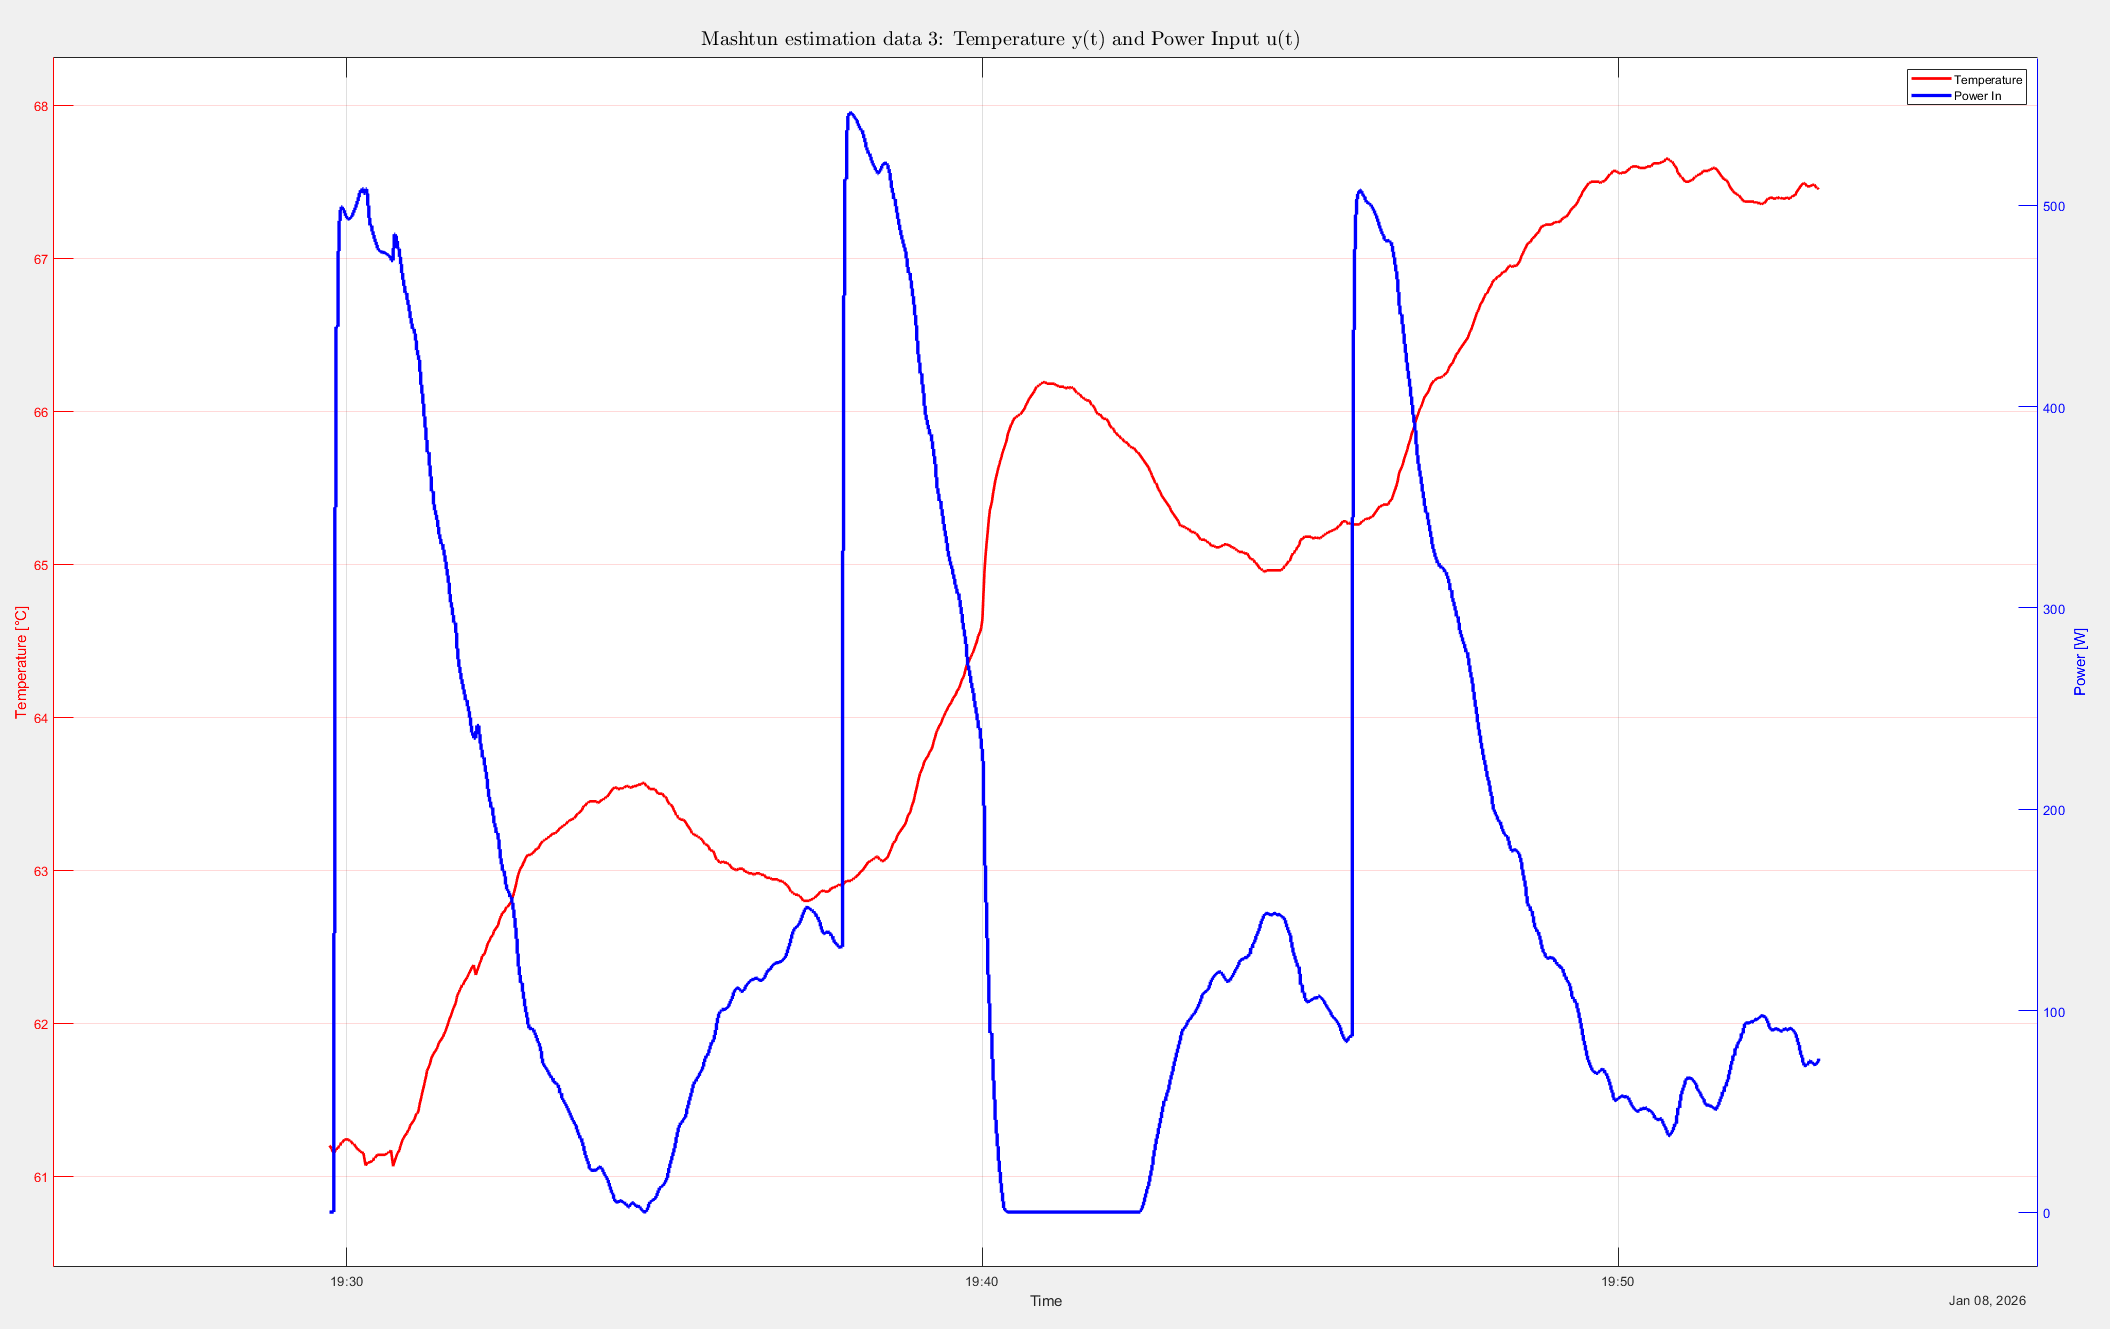 Mashtun estimation data 3: Temperature y(t) and Power Input u(t)
Temperature
Power In
68
67
66
65
64
63
62
61
Temperature [°C]
500
400
300
200
100
0
Power [W]
19:30
19:40
19:50
Time
Jan 08, 2026